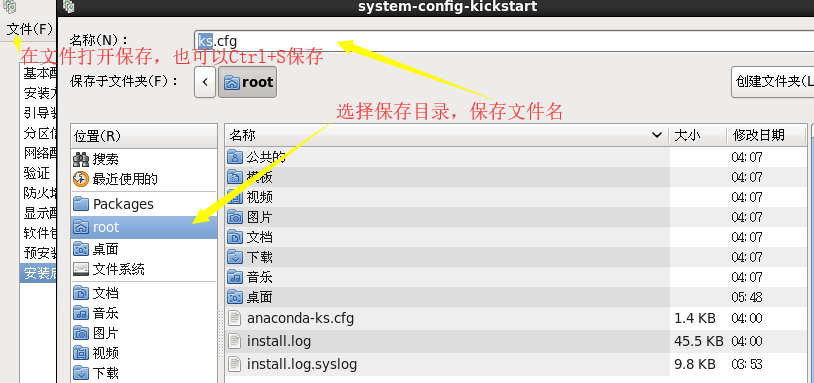 system-config-kickstart
文件(F)
名称(N)：
ks.cfg
在文件打开保存，也可以Ctrl+S保存
保存于文件夹(F)：
<
root
创建文件夹(L
选择保存目录，保存文件名
基本配
安装方
引导装
分区信
网络配
验证
防火墙
显示配
软件包
预安装
安装后
位置(R)
搜索
最近使用的
Packages
root
桌面
文件系统
文档
音乐
图片
视频
下载
名称 大小 修改日期
公共的 04:07
模板 04:07
视频 04:07
图片 04:07
文档 04:07
下载 04:07
音乐 04:07
桌面 05:48
anaconda-ks.cfg 1.4 KB 04:00
install.log 45.5 KB 04:00
install.log.syslog 9.8 KB 03:53